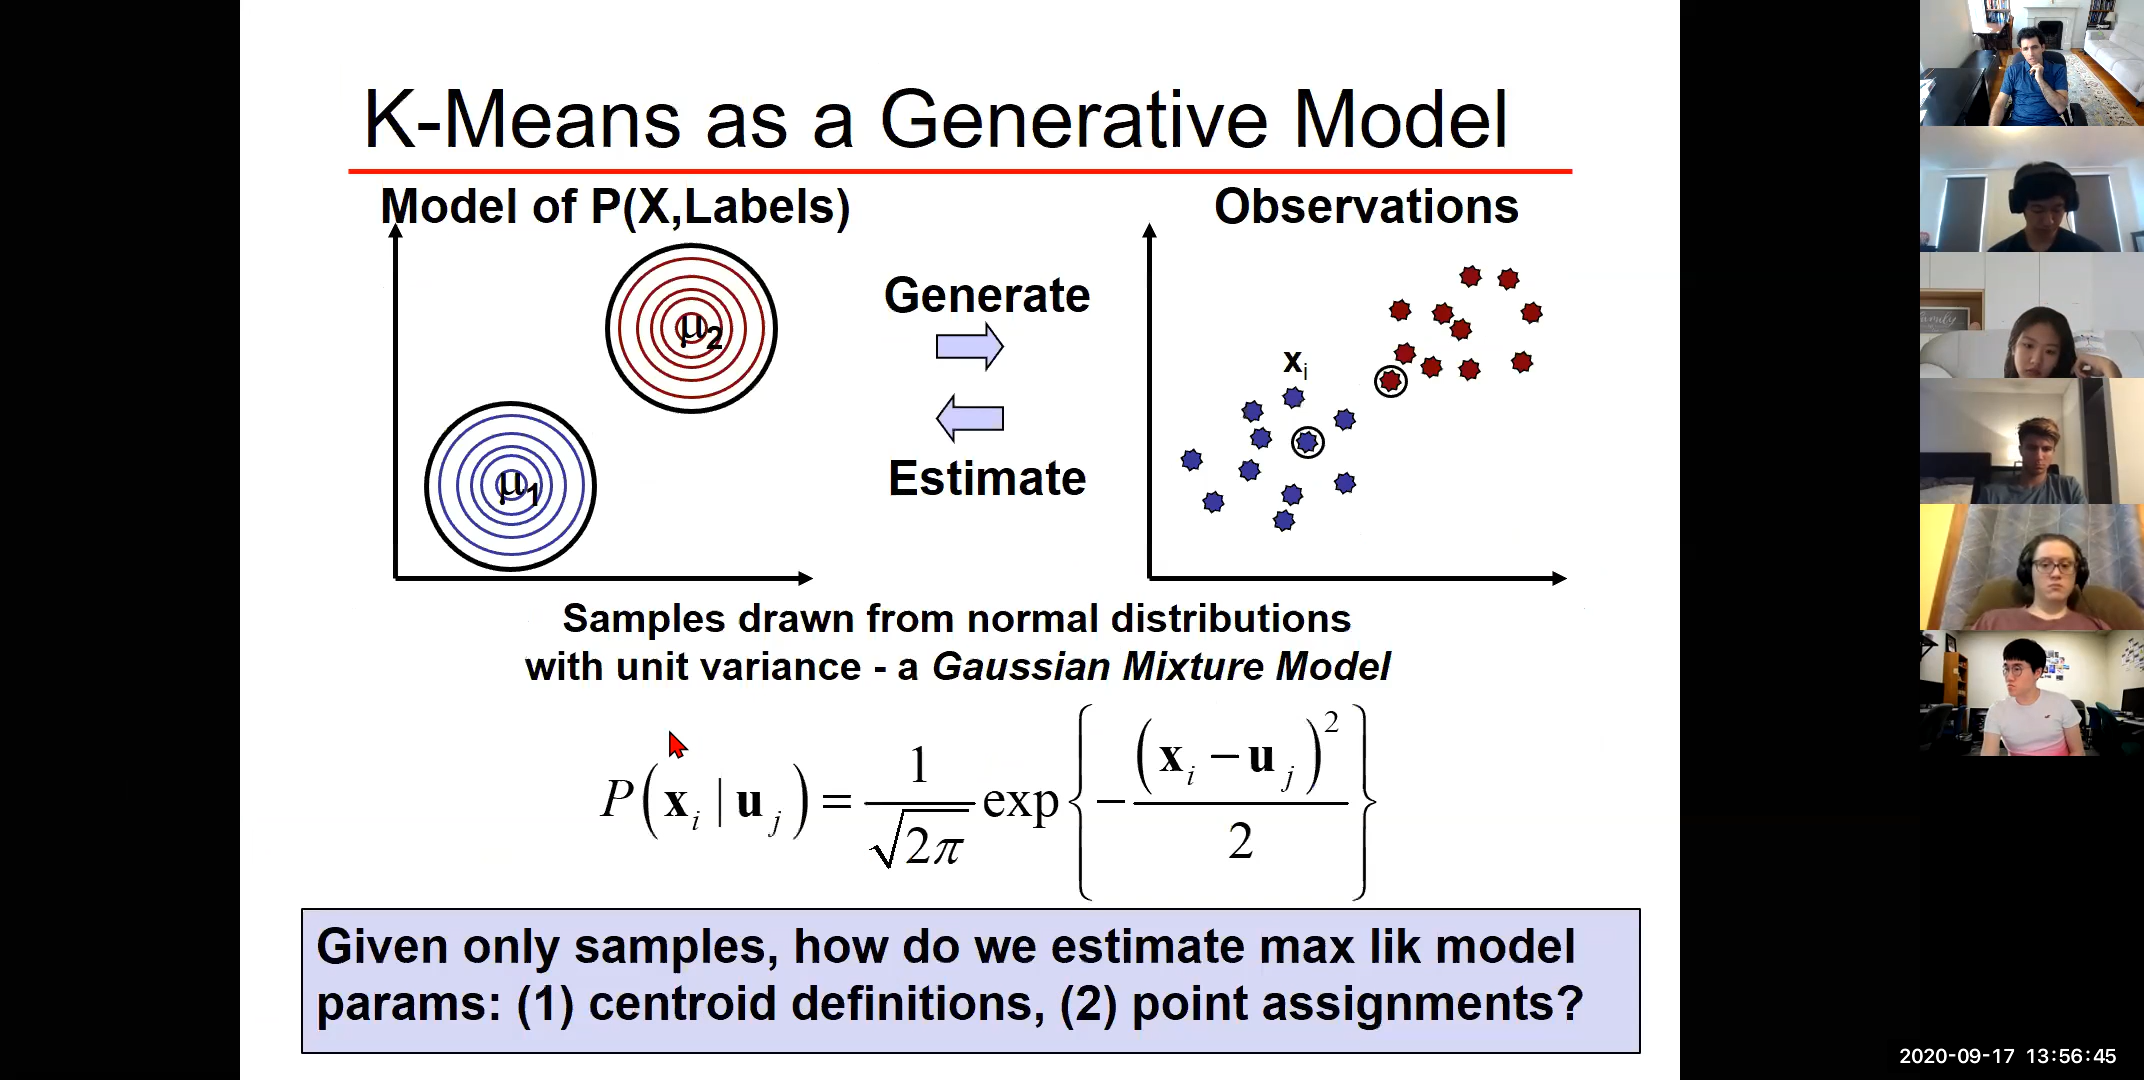 K-Means as a Generative Model
Model of P(X,Labels)
Observations
μ2
μ1
Generate
Estimate
xi
Samples drawn from normal distributions
with unit variance - a Gaussian Mixture Model
P(xi | uj) = 1/√2π exp{−(xi − uj)²/2}
Given only samples, how do we estimate max lik model
params: (1) centroid definitions, (2) point assignments?
family
2020-09-17 13:56:45